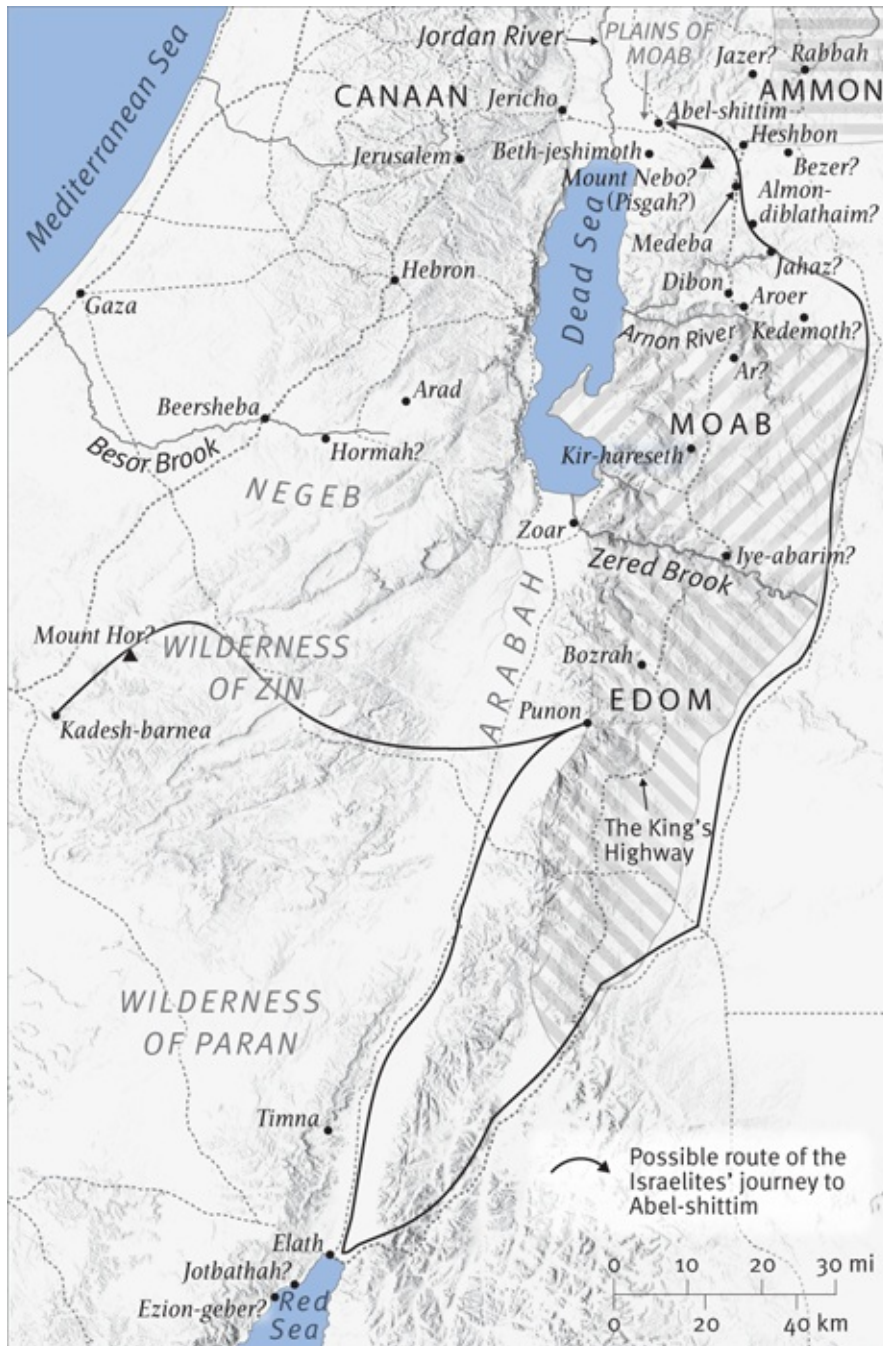 Mediterranean Sea
Jordan River
PLAINS OF
MOAB
Jazer?
Rabbah
CANAAN
Jericho
AMMON
Abel-shittim
Heshbon
Jerusalem
Beth-jeshimoth
Bezer?
Mount Nebo?
(Pisgah?)
Almon-
diblathaim?
Medeba
Jahaz?
Hebron
Dead Sea
Dibon
Aroer
Gaza
Arnon River
Kedemoth?
Ar?
Arad
Beersheba
MOAB
Besor Brook
Hormah?
Kir-hareseth
NEGEB
Zoar
Iye-abarim?
Zered Brook
ARABAH
Mount Hor?
WILDERNESS
OF ZIN
Bozrah
EDOM
Punon
Kadesh-barnea
The King's
Highway
WILDERNESS
OF PARAN
Timna
Possible route of the
Israelites' journey to
Abel-shittim
Elath
Jotbathah?
Ezion-geber?
Red
Sea
0 10 20 30 mi
0 20 40 km